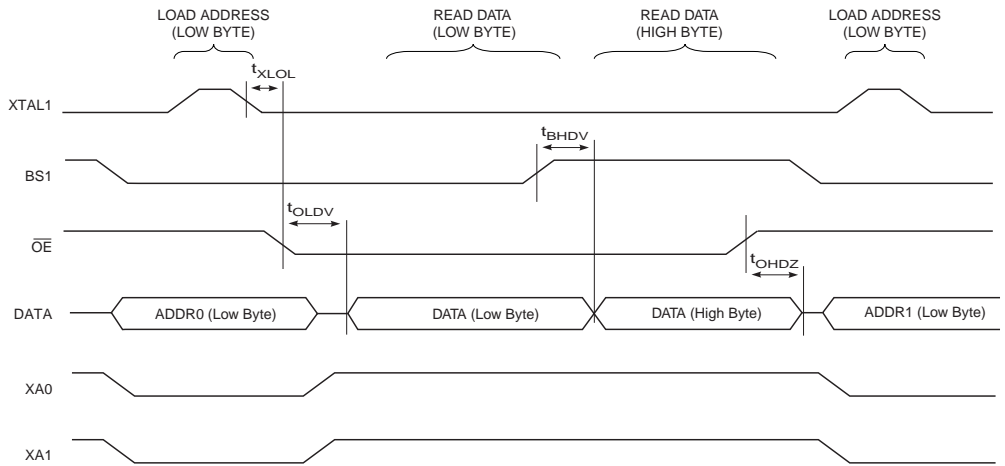 LOAD ADDRESS
(LOW BYTE)
READ DATA
(LOW BYTE)
READ DATA
(HIGH BYTE)
LOAD ADDRESS
(LOW BYTE)
tXLOL
XTAL1
tBHDV
BS1
tOLDV
OE
tOHDZ
DATA
ADDR0 (Low Byte)
DATA (Low Byte)
DATA (High Byte)
ADDR1 (Low Byte)
XA0
XA1